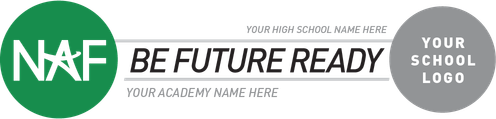 NAF
YOUR HIGH SCHOOL NAME HERE
BE FUTURE READY
YOUR ACADEMY NAME HERE
YOUR
SCHOOL
LOGO